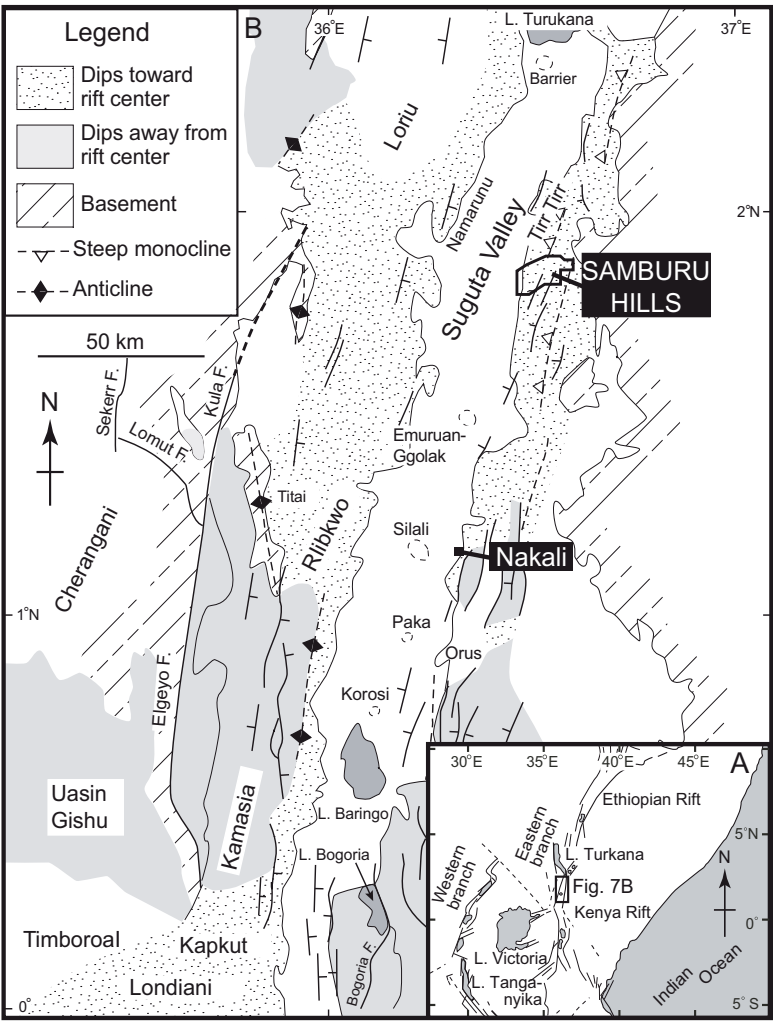 Legend
Dips toward
rift center
Dips away from
rift center
Basement
Steep monocline
Anticline
B
36°E
L. Turukana
37°E
Barrier
Loriu
Namarunu
Suguta Valley
Tirr Tirr
2°N
SAMBURU
HILLS
50 km
N
Sekerr F.
Lomut F.
Kula F.
Cherangani
Emuruan-
Ggolak
Titai
RIibkwo
Silali
Nakali
1°N
Paka
Orus
Elgeyo F.
Korosi
Uasin
Gishu
Kamasia
L. Baringo
L. Bogoria
Bogoria F.
Timboroal
Kapkut
Londiani
0°
30°E
35°E
40°E
45°E
A
Ethiopian Rift
Eastern
branch
Western
branch
L. Turkana
5°N
N
Fig. 7B
Kenya Rift
0°
L. Victoria
L. Tanga-
nyika
Indian Ocean
5°S